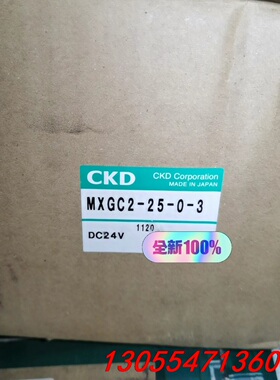 CKD
CKD Corporation
MADE IN JAPAN
MXGC2-25-0-3
1120
DC24V
全新100%
13055471360